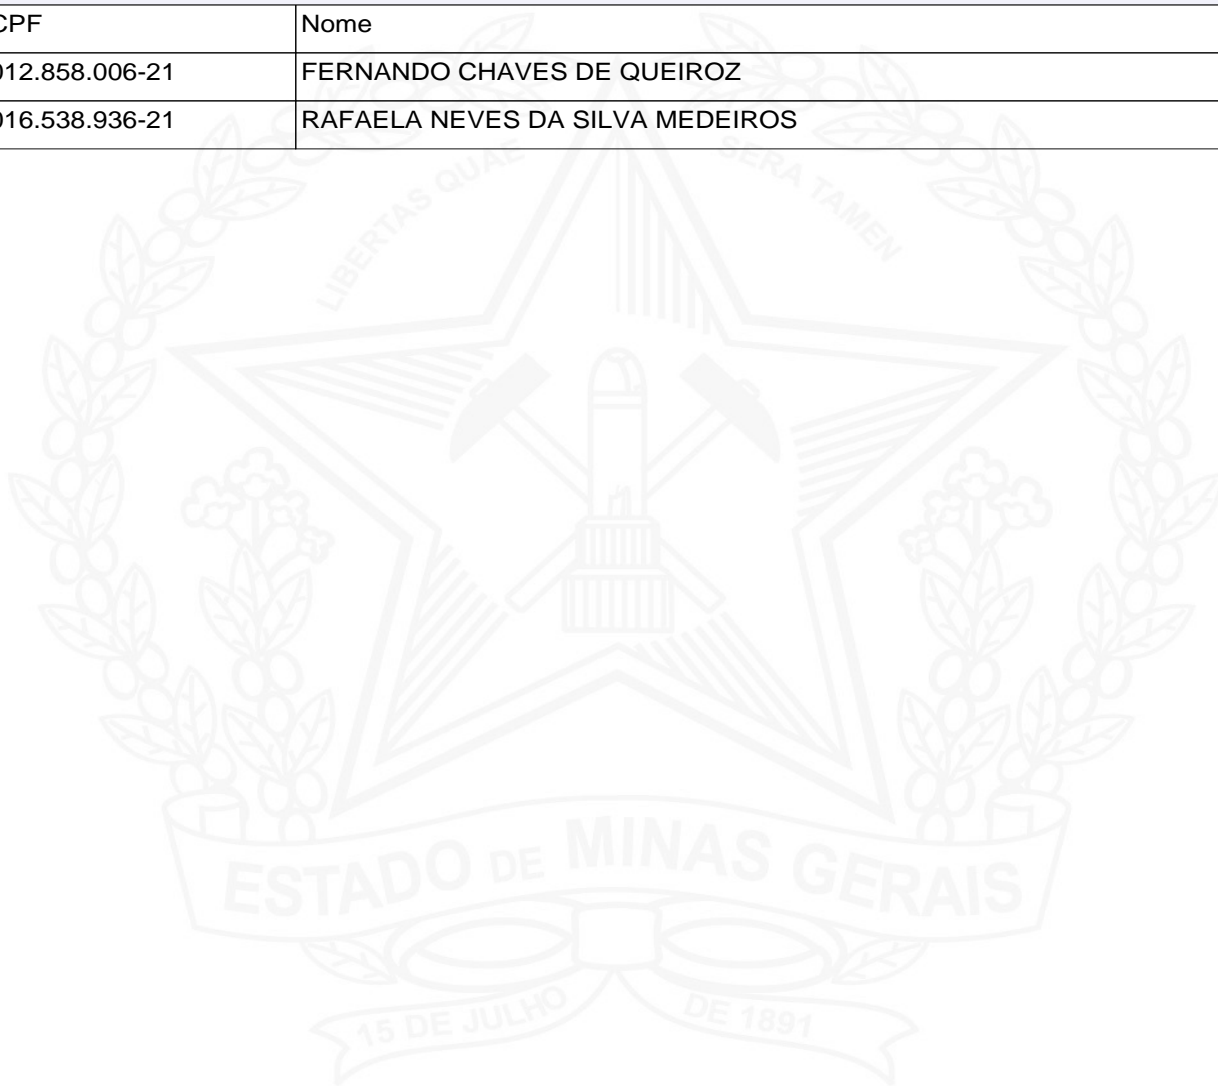 CPF Nome
012.858.006-21 FERNANDO CHAVES DE QUEIROZ
016.538.936-21 RAFAELA NEVES DA SILVA MEDEIROS
LIBERTAS QUAE SERA TAMEN
ESTADO DE MINAS GERAIS
15 DE JULHO DE 1891